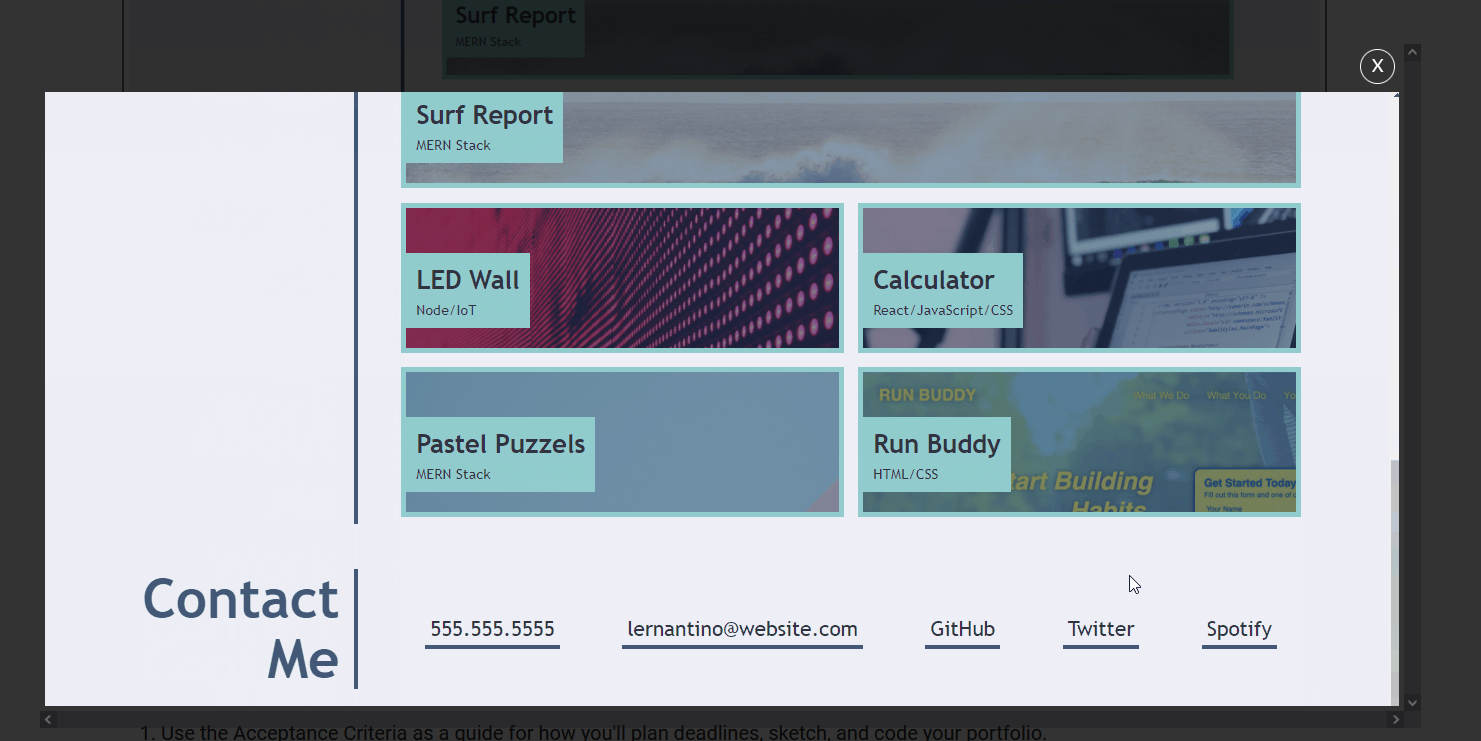 Surf Report
MERN Stack
X
Surf Report
MERN Stack
LED Wall
Node/IoT
Calculator
React/JavaScript/CSS
Pastel Puzzels
MERN Stack
RUN BUDDY
What We Do What You Do
Run Buddy
HTML/CSS
Building
Habits
Get Started Today
Fill out this form and one of
Your Name
Contact
Me
555.555.5555
lernantino@website.com
GitHub
Twitter
Spotify
1. Use the Acceptance Criteria as a guide for how you'll plan deadlines, sketch, and code your portfolio.